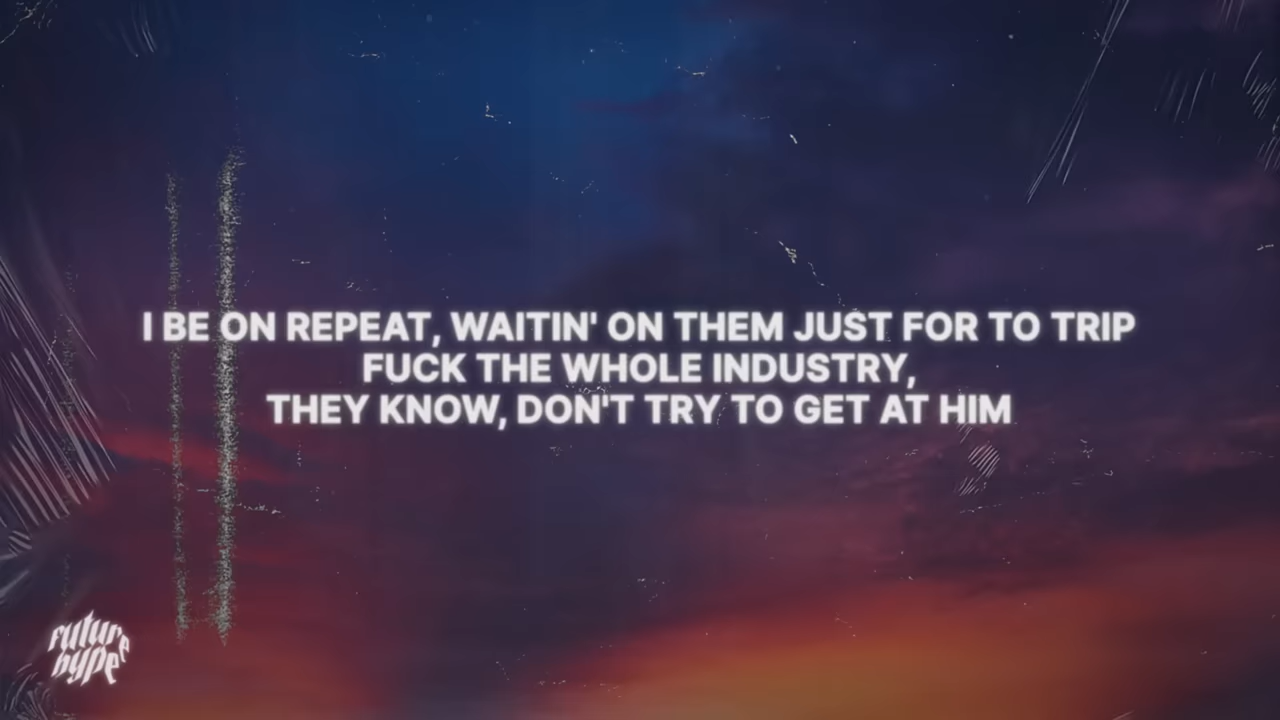 I BE ON REPEAT, WAITIN' ON THEM JUST FOR TO TRIP
FUCK THE WHOLE INDUSTRY,
THEY KNOW, DON'T TRY TO GET AT HIM
future
hype